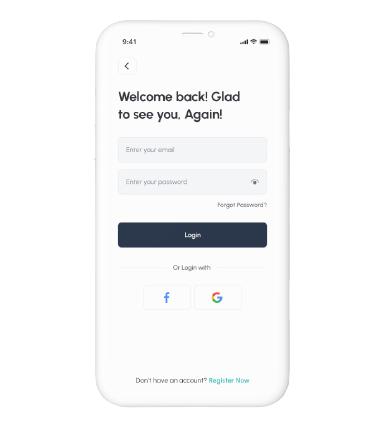 9:41
Welcome back! Glad
to see you, Again!
Enter your email
Enter your password
Forgot Password?
Login
Or Login with
Don't have an account? Register Now